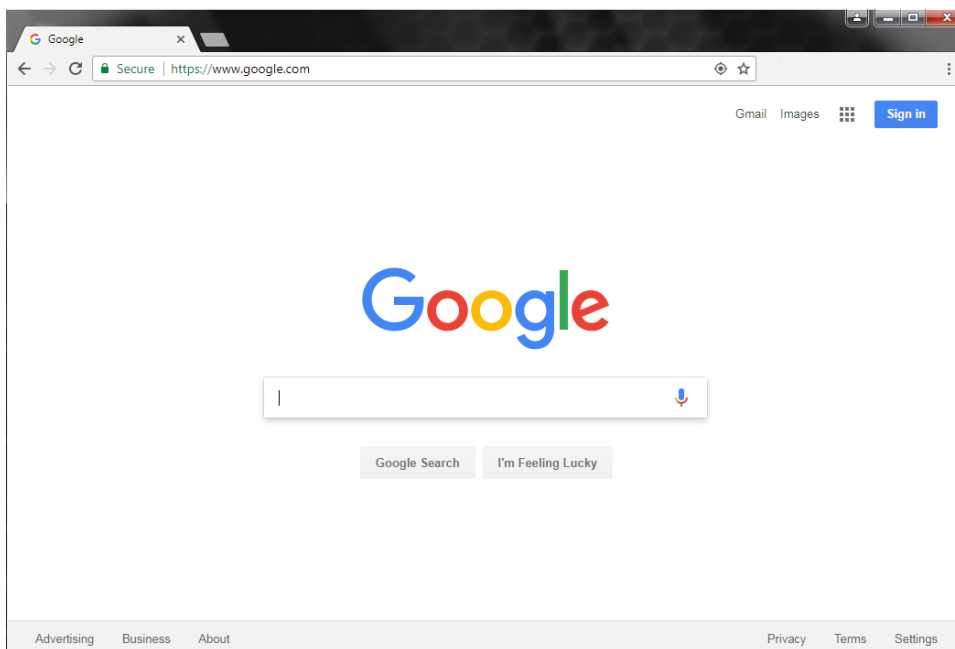 Google
Secure | https://www.google.com
Gmail Images Sign in
Google
Google Search I'm Feeling Lucky
Advertising Business About Privacy Terms Settings